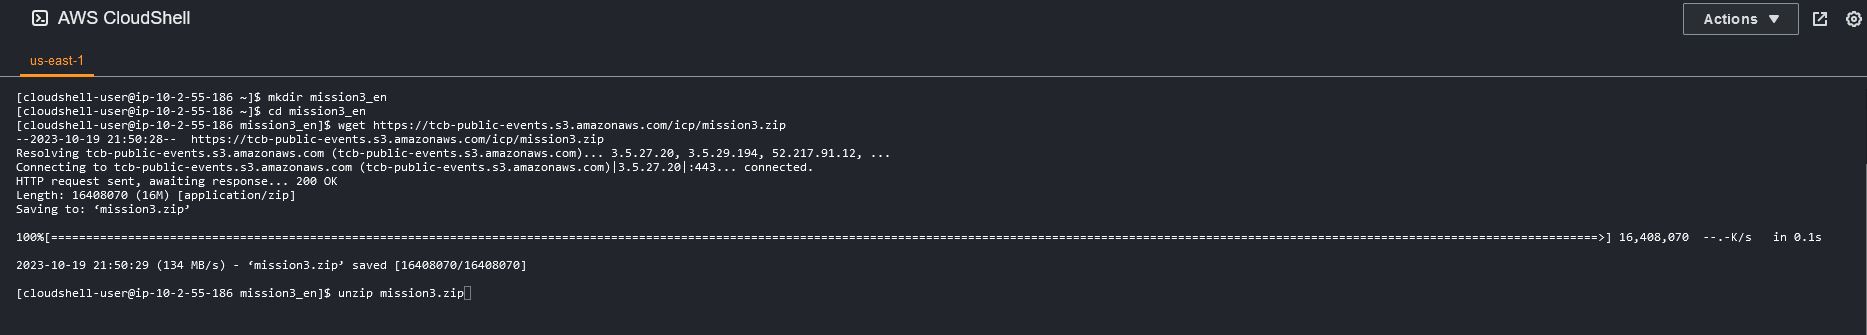 AWS CloudShell
Actions ▼
us-east-1
[cloudshell-user@ip-10-2-55-186 ~]$ mkdir mission3_en
[cloudshell-user@ip-10-2-55-186 ~]$ cd mission3_en
[cloudshell-user@ip-10-2-55-186 mission3_en]$ wget https://tcb-public-events.s3.amazonaws.com/icp/mission3.zip
--2023-10-19 21:50:28--  https://tcb-public-events.s3.amazonaws.com/icp/mission3.zip
Resolving tcb-public-events.s3.amazonaws.com (tcb-public-events.s3.amazonaws.com)... 3.5.27.20, 3.5.29.194, 52.217.91.12, ...
Connecting to tcb-public-events.s3.amazonaws.com (tcb-public-events.s3.amazonaws.com)|3.5.27.20|:443... connected.
HTTP request sent, awaiting response... 200 OK
Length: 16408070 (16M) [application/zip]
Saving to: ‘mission3.zip’
100%[=====================================>] 16,408,070  --.-K/s   in 0.1s
2023-10-19 21:50:29 (134 MB/s) - ‘mission3.zip’ saved [16408070/16408070]
[cloudshell-user@ip-10-2-55-186 mission3_en]$ unzip mission3.zip